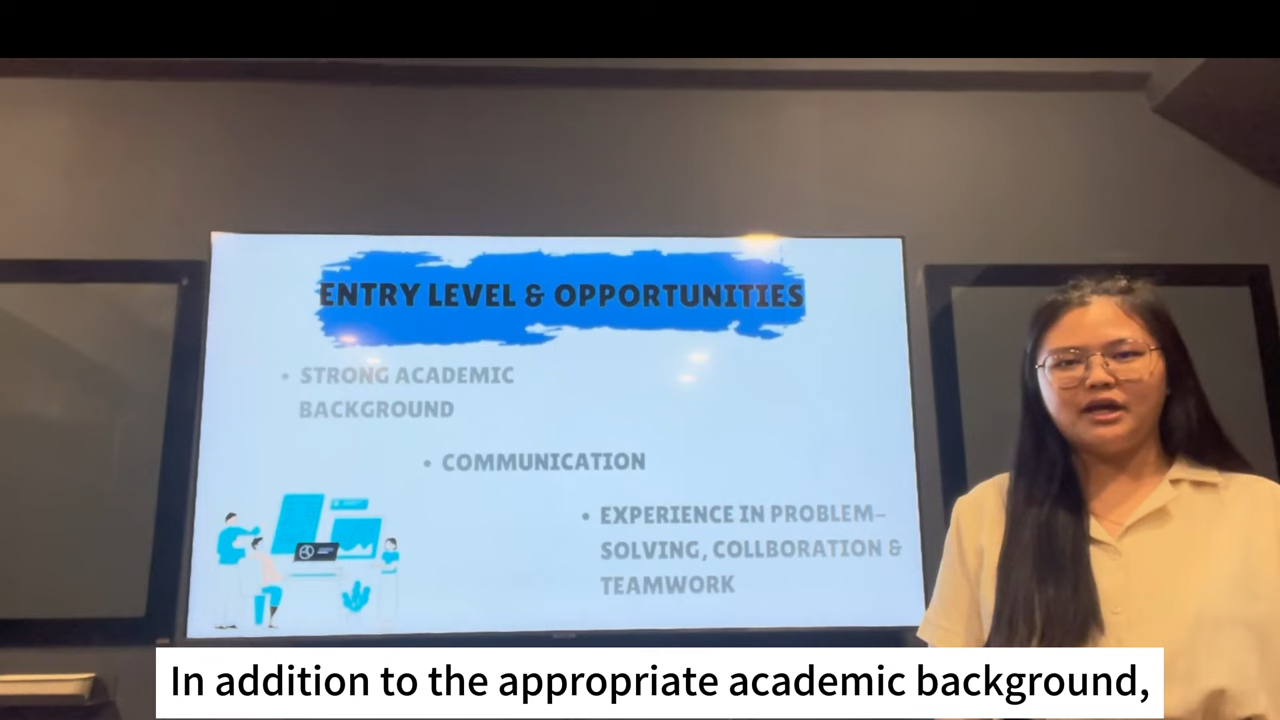 ENTRY LEVEL & OPPORTUNITIES
• STRONG ACADEMIC
BACKGROUND
• COMMUNICATION
• EXPERIENCE IN PROBLEM-
SOLVING, COLLBORATION &
TEAMWORK
In addition to the appropriate academic background,